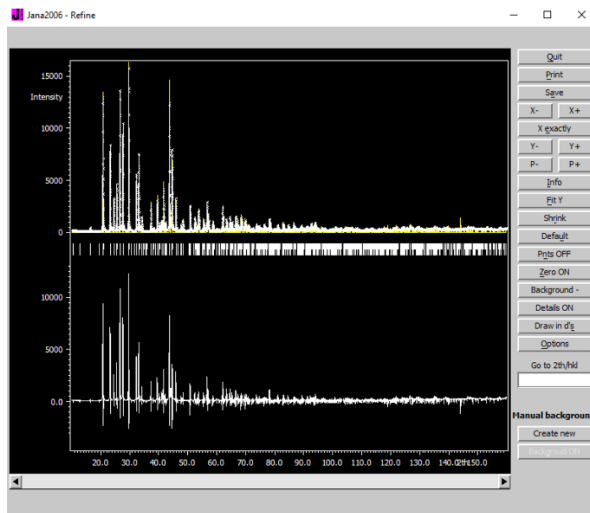 Jana2006 - Refine
Quit
Print
Save
X- X+
X exactly
Y- Y+
P- P+
Info
Fit Y
Shrink
Default
Pnts OFF
Zero ON
Background -
Details ON
Draw in d's
Options
Go to 2th/hkl
Manual backgroun
Create new
Backgrout ON
15000
Intensity
10000
5000
0
10000
5000
0.0
20.0 30.0 40.0 50.0 60.0 70.0 80.0 90.0 100.0 110.0 120.0 130.0 140.0 2th 150.0